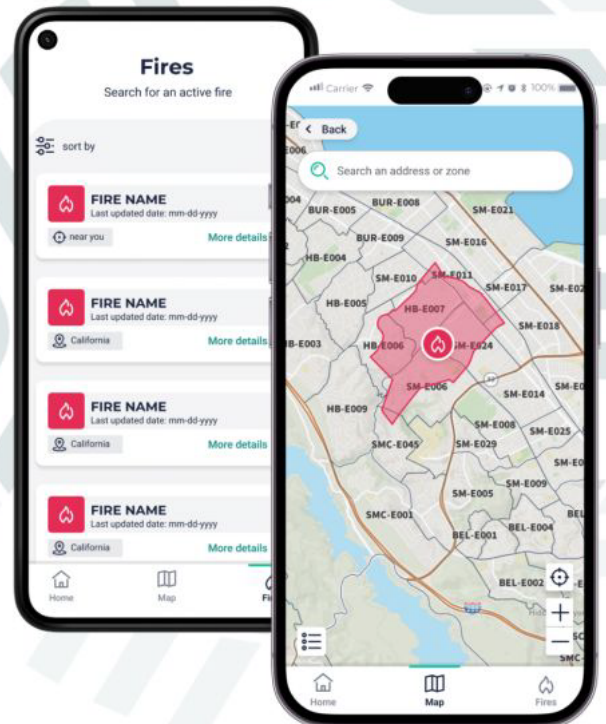 Fires
Search for an active fire
sort by
FIRE NAME
Last updated date: mm-dd-yyyy
near you
More details
FIRE NAME
Last updated date: mm-dd-yyyy
California
More details
FIRE NAME
Last updated date: mm-dd-yyyy
California
More details
FIRE NAME
Last updated date: mm-dd-yyyy
California
More details
Home
Map
Carrier
100%
Back
Search an address or zone
BUR-E005
BUR-E008
SM-E021
BUR-E009
SM-E016
HB-E004
SM-E010
SM-E011
SM-E017
HB-E005
HB-E007
SM-E018
HB-E006
SM-E024
SM-E006
SM-E014
HB-E009
SM-E008
SM-E025
SMC-E045
SM-E029
SM-E009
SM-E005
SMC-E001
BEL-E004
BEL-E001
BEL-E002
Home
Map
Fires